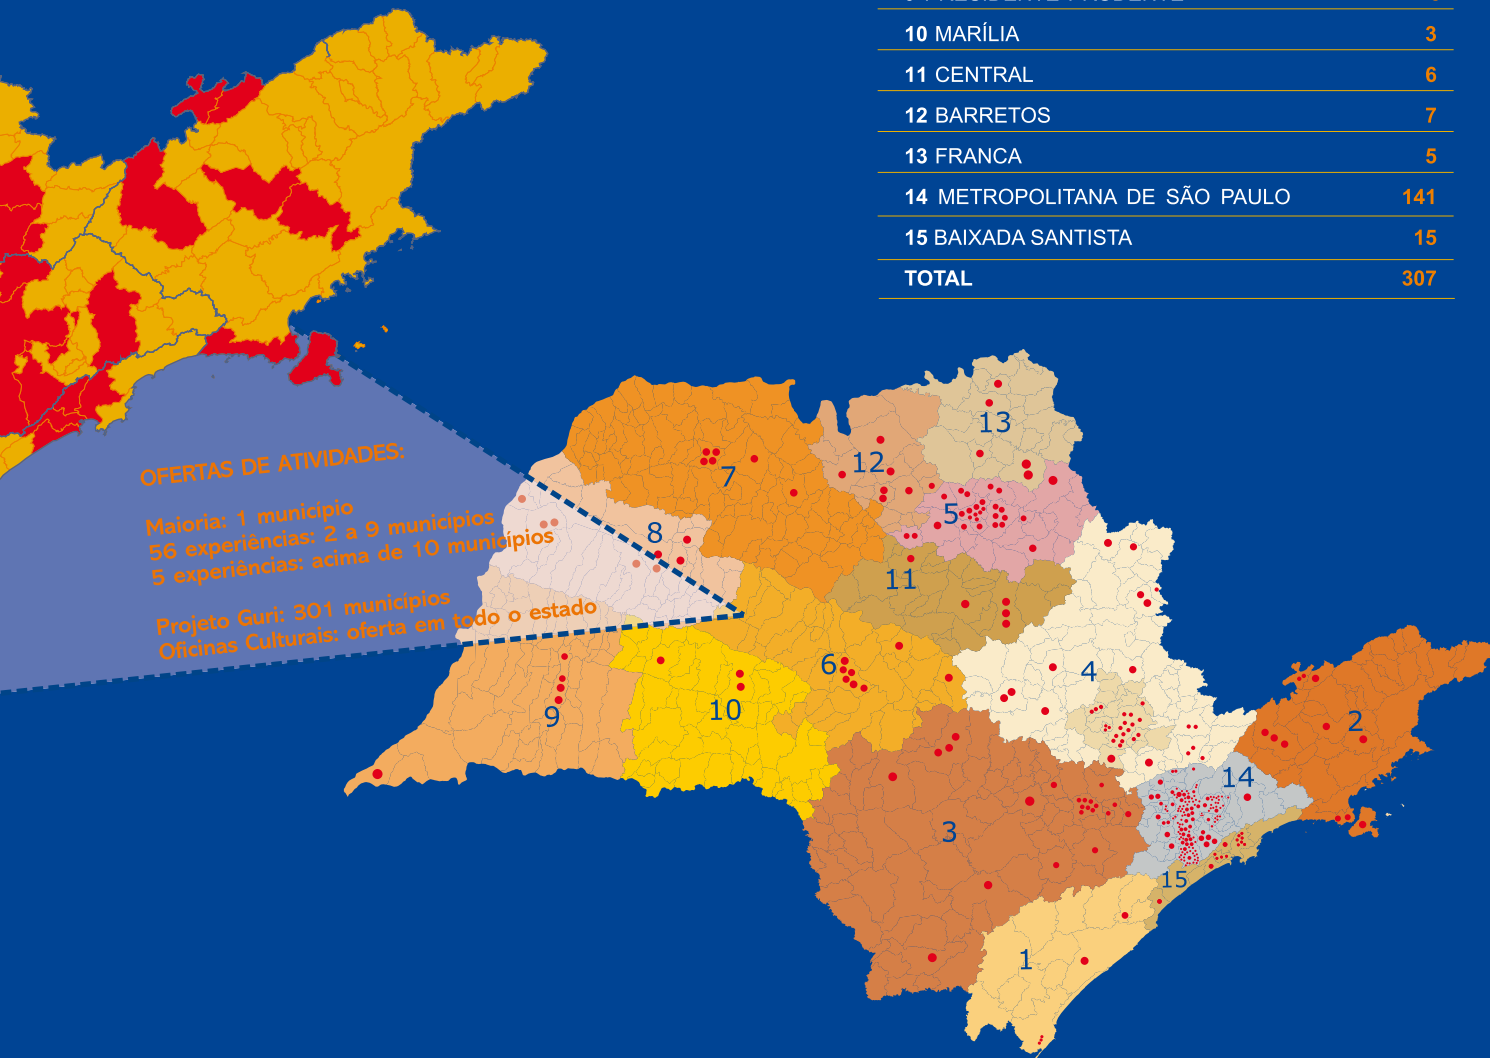 10 MARÍLIA 3
11 CENTRAL 6
12 BARRETOS 7
13 FRANCA 5
14 METROPOLITANA DE SÃO PAULO 141
15 BAIXADA SANTISTA 15
TOTAL 307
OFERTAS DE ATIVIDADES:
Maioria: 1 município
56 experiências: 2 a 9 municípios
5 experiências: acima de 10 municípios
Projeto Guri: 301 municípios
Oficinas Culturais: oferta em todo o estado
13
12
7
5
8
11
6
4
9
10
2
14
3
15
1